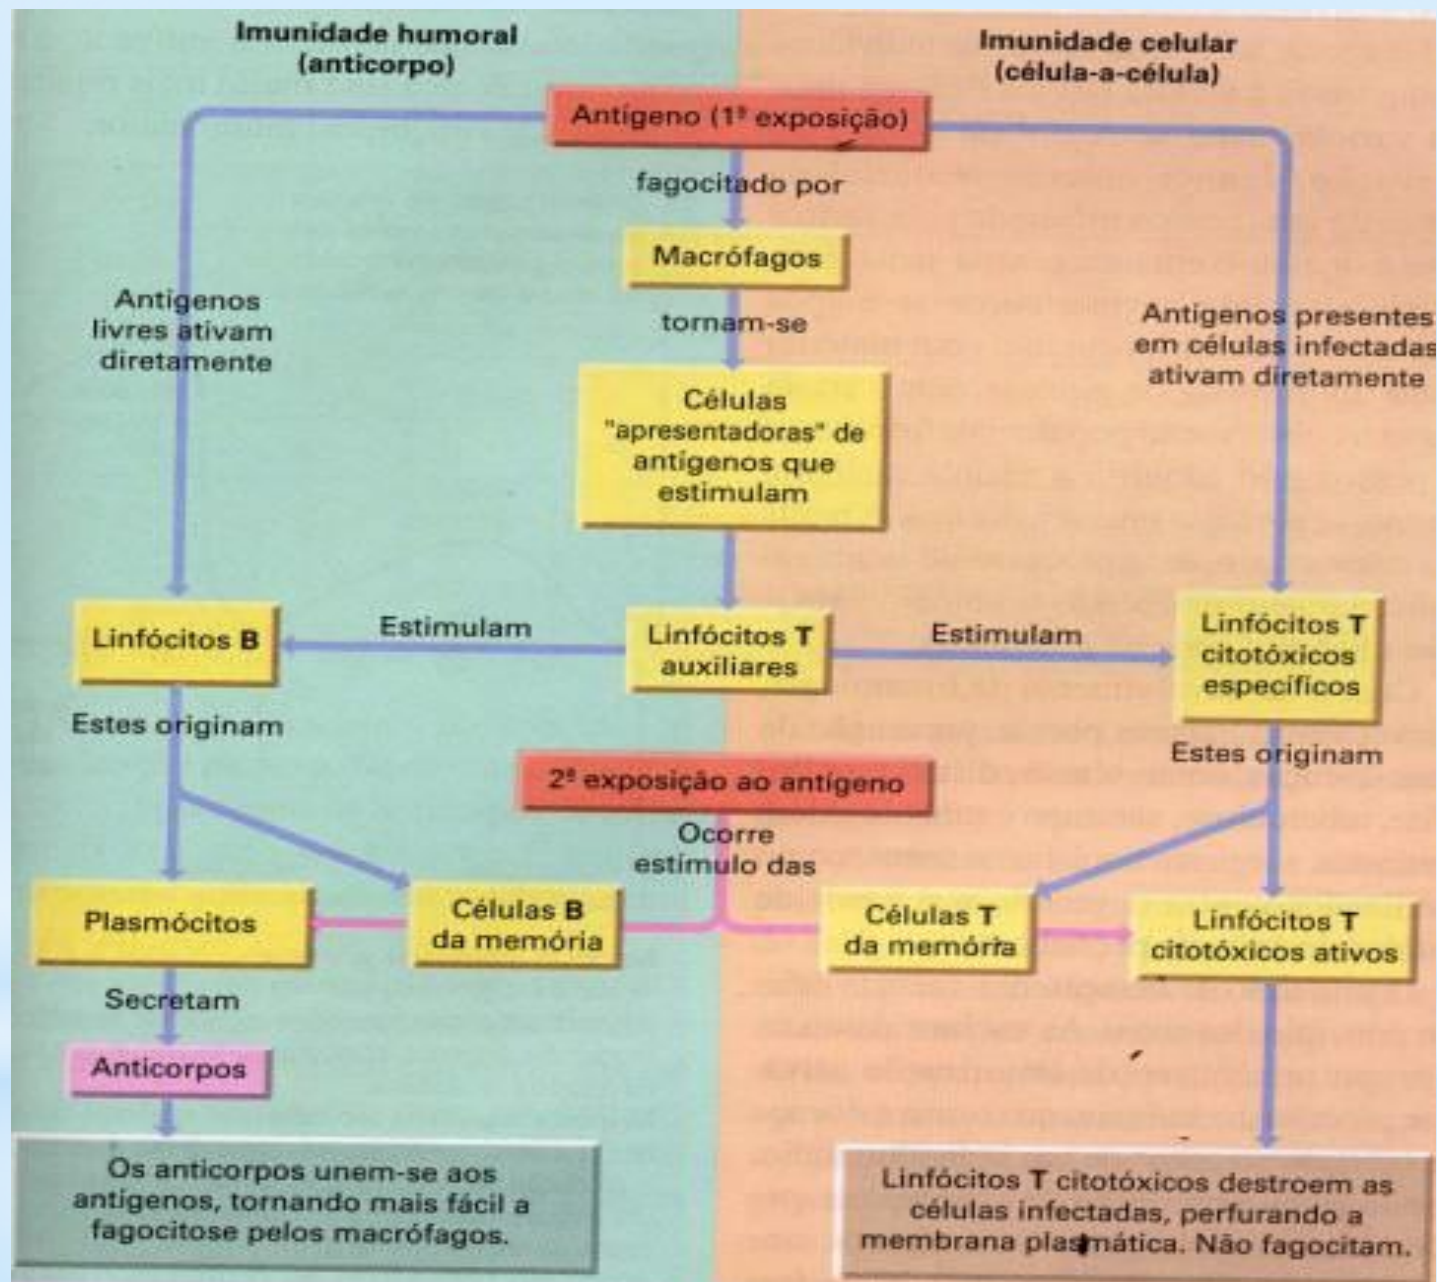 Imunidade humoral
(anticorpo)
Imunidade celular
(célula-a-célula)
Antígeno (1ª exposição)
fagocitado por
Macrófagos
tornam-se
Antígenos
livres ativam
diretamente
Antígenos presentes
em células infectadas
ativam diretamente
Células
"apresentadoras" de
antígenos que
estimulam
Linfócitos B
Estimulam
Linfócitos T
auxiliares
Estimulam
Linfócitos T
citotóxicos
específicos
Estes originam
Estes originam
2ª exposição ao antígeno
Ocorre
estímulo das
Plasmócitos
Células B
da memória
Células T
da memória
Linfócitos T
citotóxicos ativos
Secretam
Anticorpos
Os anticorpos unem-se aos
antígenos, tornando mais fácil a
fagocitose pelos macrófagos.
Linfócitos T citotóxicos destroem as
células infectadas, perfurando a
membrana plasmática. Não fagocitam.